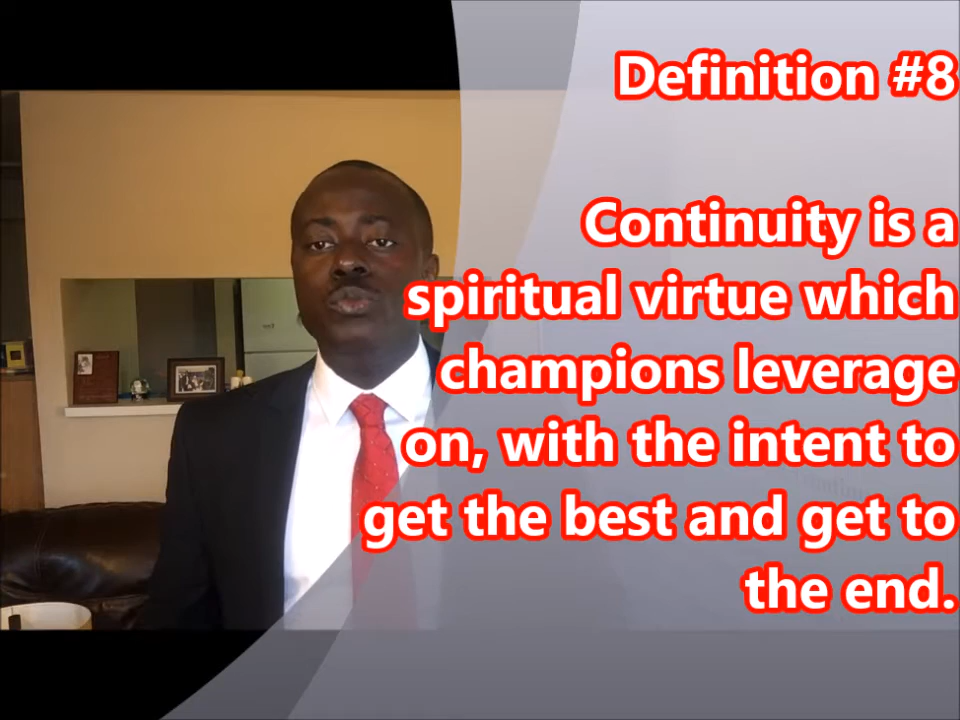 Definition #8
Continuity is a
spiritual virtue which
champions leverage
on, with the intent to
get the best and get to
the end.